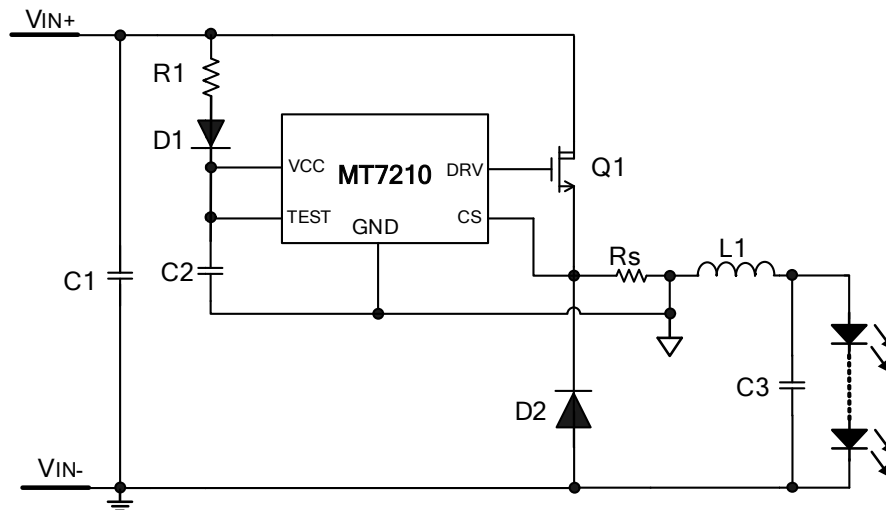 VIN+
R1
D1
VCC
MT7210
DRV
Q1
TEST
GND
CS
C1
C2
Rs
L1
D2
C3
VIN-